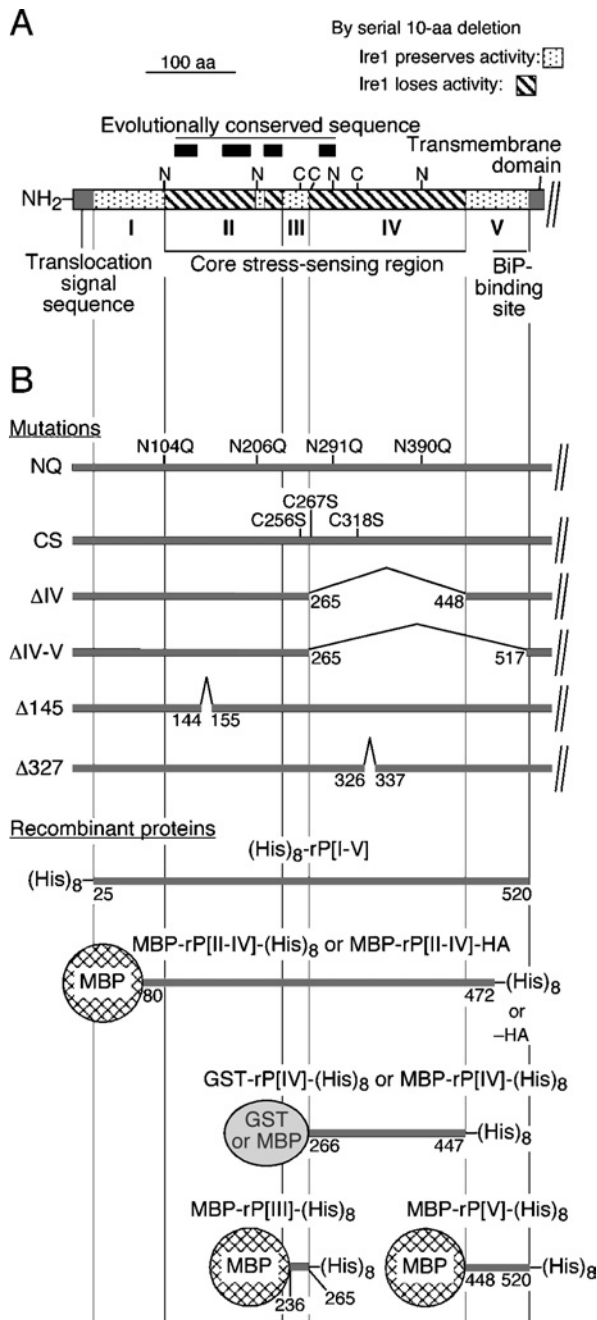 A
By serial 10-aa deletion
100 aa
Ire1 preserves activity:
Ire1 loses activity:
Evolutionally conserved sequence
Transmembrane
domain
N N C C N C N
NH2
I II III IV V
Translocation
signal
sequence
Core stress-sensing region
BiP-
binding
site
B
Mutations
N104Q N206Q N291Q N390Q
NQ
C267S
C256S C318S
CS
ΔIV
265 448
ΔIV-V
265 517
Δ145
144 155
Δ327
326 337
Recombinant proteins
(His)8-rP[I-V]
(His)8
25 520
MBP-rP[II-IV]-(His)8 or MBP-rP[II-IV]-HA
MBP
80 472
-(His)8
or
-HA
GST-rP[IV]-(His)8 or MBP-rP[IV]-(His)8
GST
or MBP
266 447
-(His)8
MBP-rP[III]-(His)8 MBP-rP[V]-(His)8
MBP -(His)8 MBP -(His)8
236 265 448 520